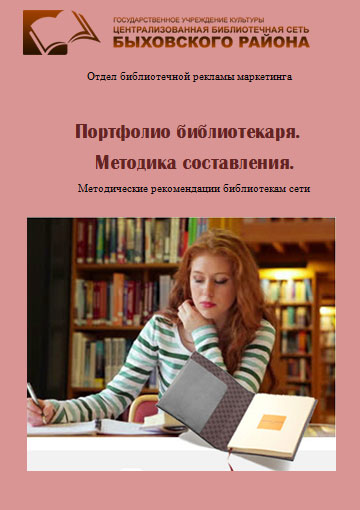 ГОСУДАРСТВЕННОЕ УЧРЕЖДЕНИЕ КУЛЬТУРЫ
ЦЕНТРАЛИЗОВАННАЯ БИБЛИОТЕЧНАЯ СЕТЬ
БЫХОВСКОГО РАЙОНА
Отдел библиотечной рекламы маркетинга
Портфолио библиотекаря.
Методика составления.
Методические рекомендации библиотекам сети